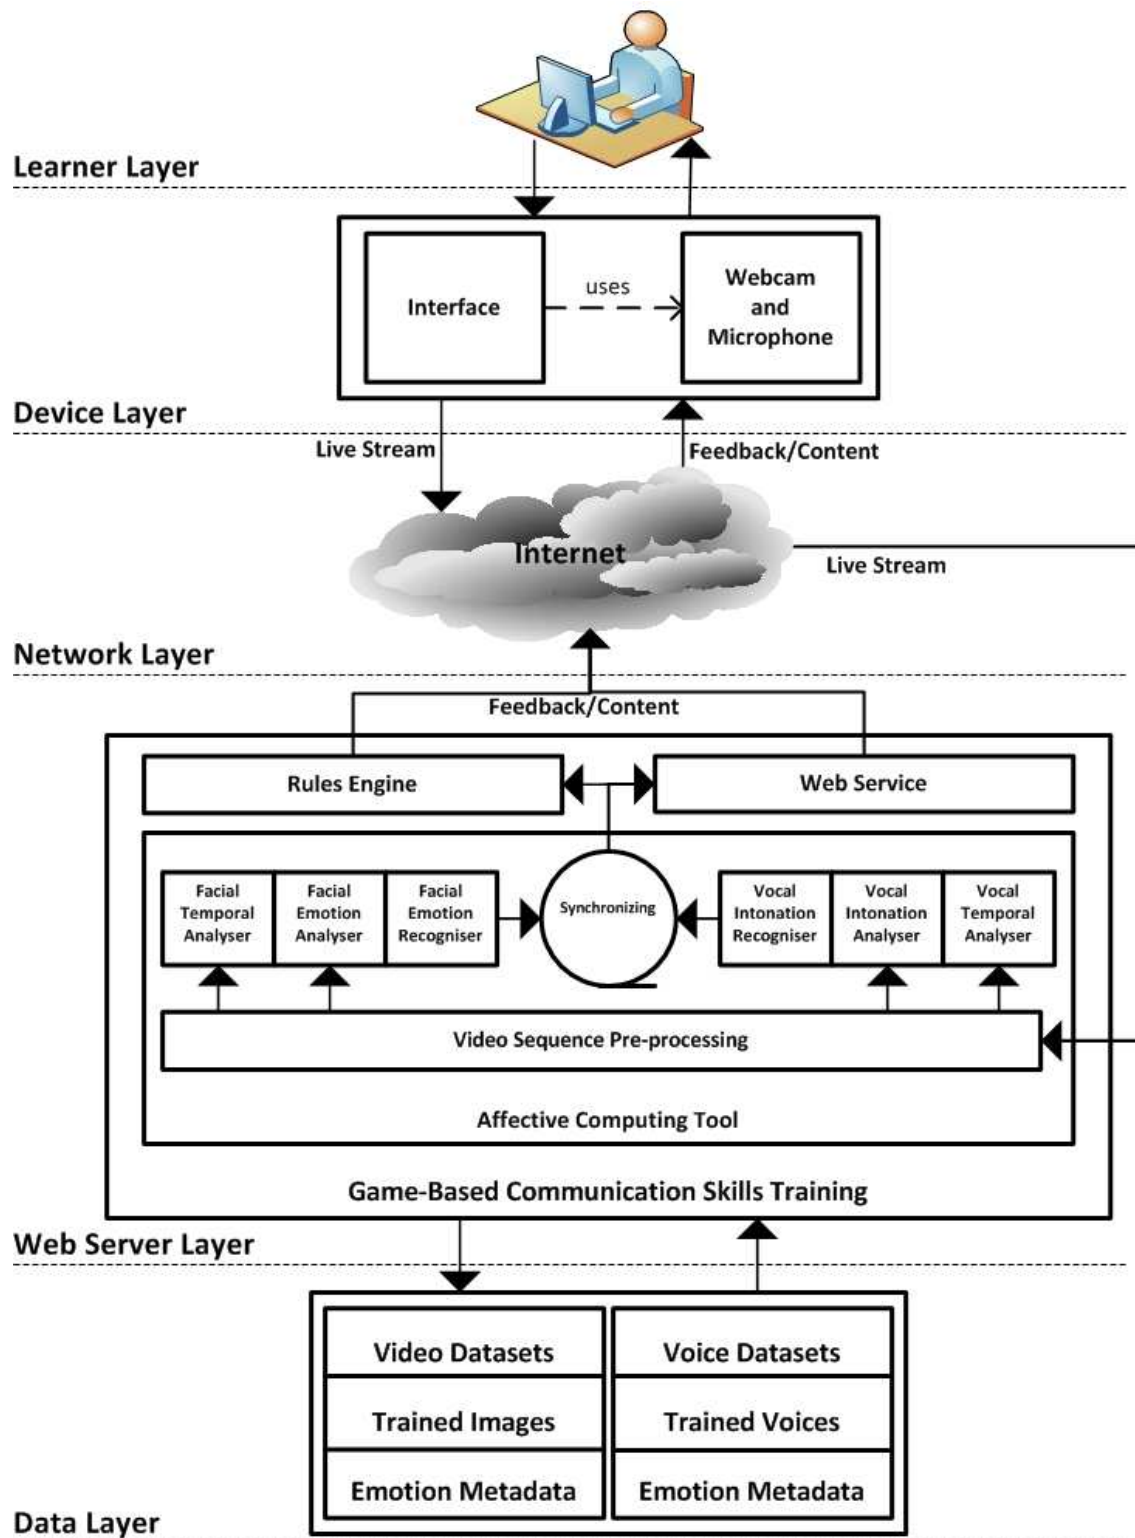 Learner Layer
Interface
uses
Webcam
and
Microphone
Device Layer
Live Stream
Feedback/Content
Internet
Live Stream
Network Layer
Feedback/Content
Rules Engine
Web Service
Facial
Temporal
Analyser
Facial
Emotion
Analyser
Facial
Emotion
Recogniser
Synchronizing
Vocal
Intonation
Recogniser
Vocal
Intonation
Analyser
Vocal
Temporal
Analyser
Video Sequence Pre-processing
Affective Computing Tool
Game-Based Communication Skills Training
Web Server Layer
Video Datasets
Voice Datasets
Trained Images
Trained Voices
Emotion Metadata
Emotion Metadata
Data Layer